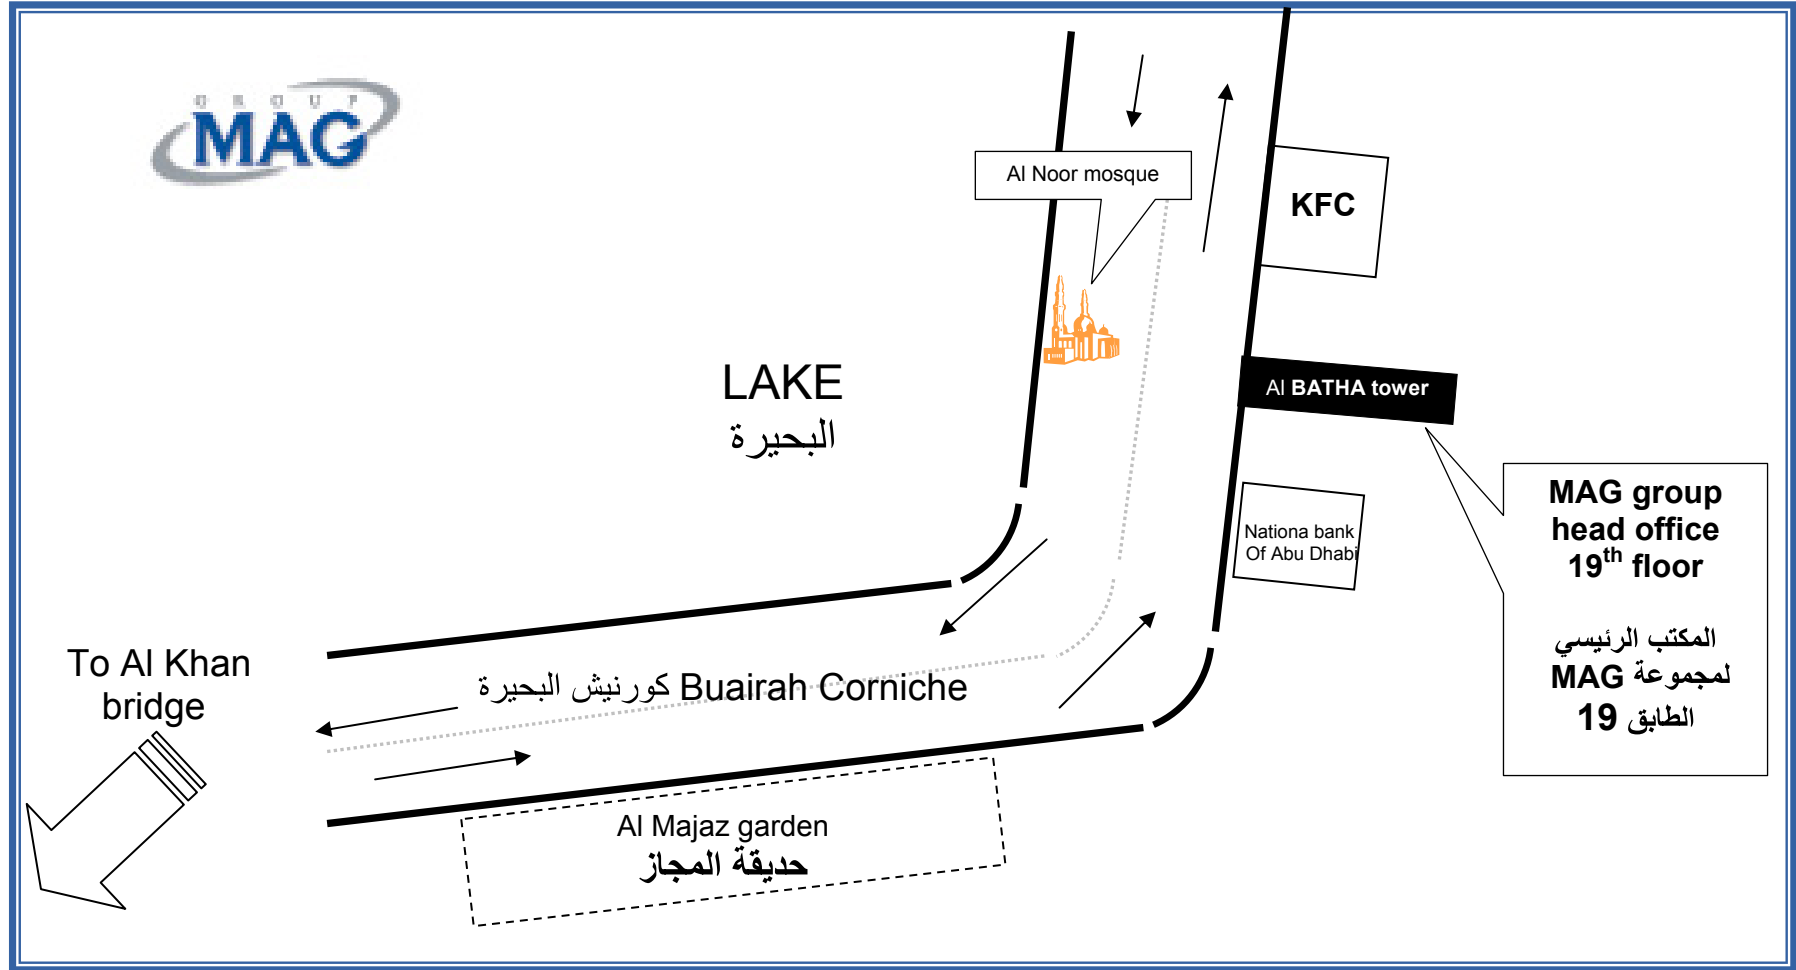 GROUP
MAG
Al Noor mosque
KFC
Al BATHA tower
LAKE
البحيرة
MAG group
head office
19th floor
المكتب الرئيسي
لمجموعة MAG
الطابق 19
Nationa bank
Of Abu Dhabi
To Al Khan
bridge
كورنيش البحيرة Buairah Corniche
Al Majaz garden
حديقة المجاز